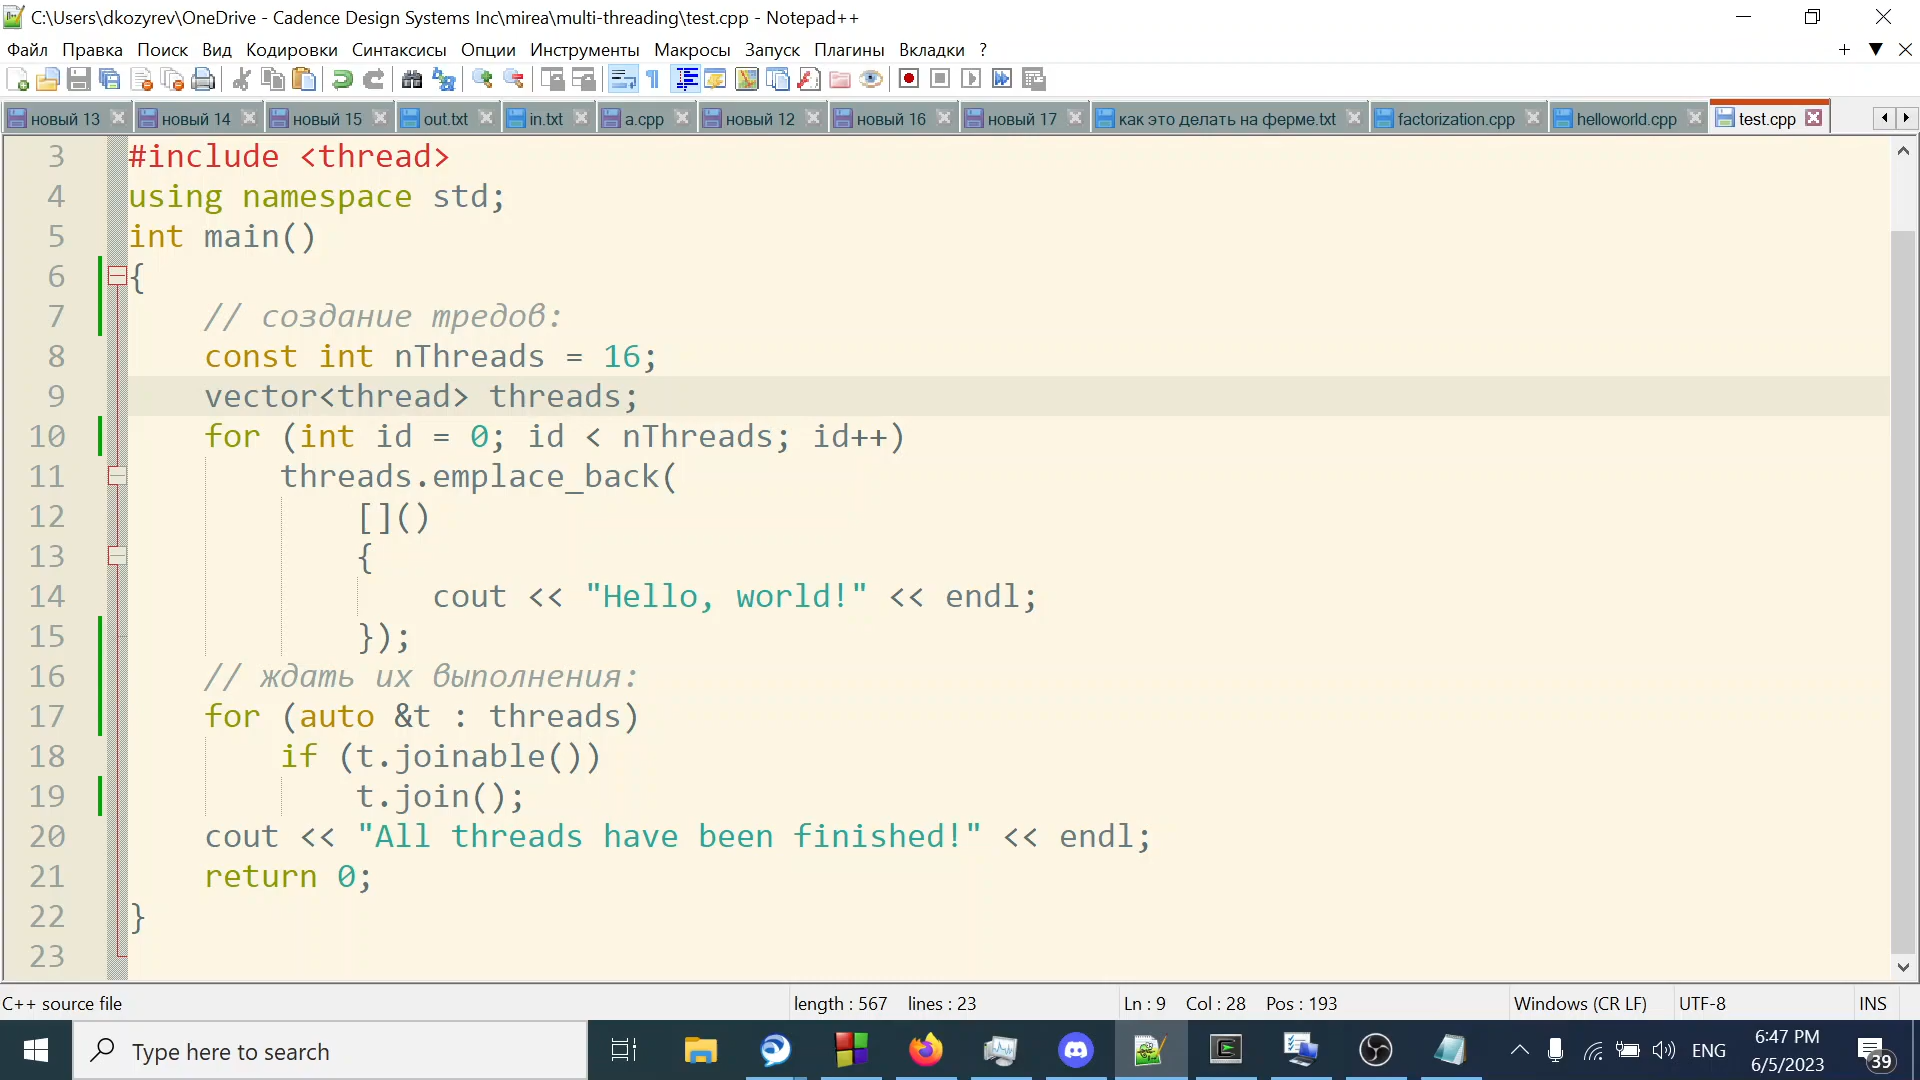 C:\Users\dkozyrev\OneDrive - Cadence Design Systems Inc\mirea\multi-threading\test.cpp - Notepad++
Файл Правка Поиск Вид Кодировки Синтаксисы Опции Инструменты Макросы Запуск Плагины Вкладки ?
новый 13 новый 14 новый 15 out.txt in.txt a.cpp новый 12 новый 16 новый 17 как это делать на ферме.txt factorization.cpp helloworld.cpp test.cpp
3 #include <thread>
4 using namespace std;
5 int main()
6 {
7 // создание тредов:
8 const int nThreads = 16;
9 vector<thread> threads;
10 for (int id = 0; id < nThreads; id++)
11 threads.emplace_back(
12 []()
13 {
14 cout << "Hello, world!" << endl;
15 });
16 // ждать их выполнения:
17 for (auto &t : threads)
18 if (t.joinable())
19 t.join();
20 cout << "All threads have been finished!" << endl;
21 return 0;
22 }
23
C++ source file length : 567 lines : 23 Ln : 9 Col : 28 Pos : 193 Windows (CR LF) UTF-8 INS
Type here to search ENG 6:47 PM
6/5/2023 39